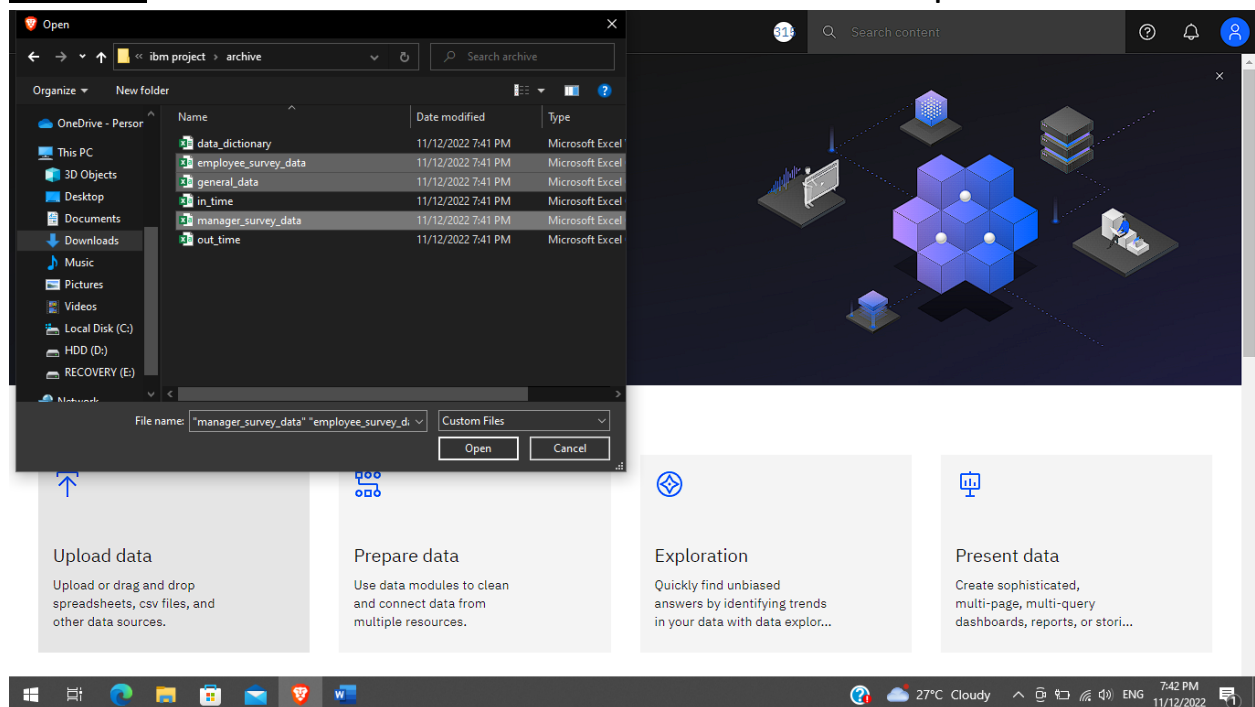 Open
« ibm project › archive
Search archive
315
Search content
Organize
New folder
Name
Date modified
Type
OneDrive - Person
This PC
3D Objects
Desktop
Documents
Downloads
Music
Pictures
Videos
Local Disk (C:)
HDD (D:)
RECOVERY (E:)
Network
data_dictionary 11/12/2022 7:41 PM Microsoft Excel
employee_survey_data 11/12/2022 7:41 PM Microsoft Excel
general_data 11/12/2022 7:41 PM Microsoft Excel
in_time 11/12/2022 7:41 PM Microsoft Excel
manager_survey_data 11/12/2022 7:41 PM Microsoft Excel
out_time 11/12/2022 7:41 PM Microsoft Excel
File name: "manager_survey_data" "employee_survey_d
Custom Files
Open
Cancel
Upload data
Upload or drag and drop
spreadsheets, csv files, and
other data sources.
Prepare data
Use data modules to clean
and connect data from
multiple resources.
Exploration
Quickly find unbiased
answers by identifying trends
in your data with data explor...
Present data
Create sophisticated,
multi-page, multi-query
dashboards, reports, or stori...
27°C Cloudy
ENG
7:42 PM
11/12/2022
1